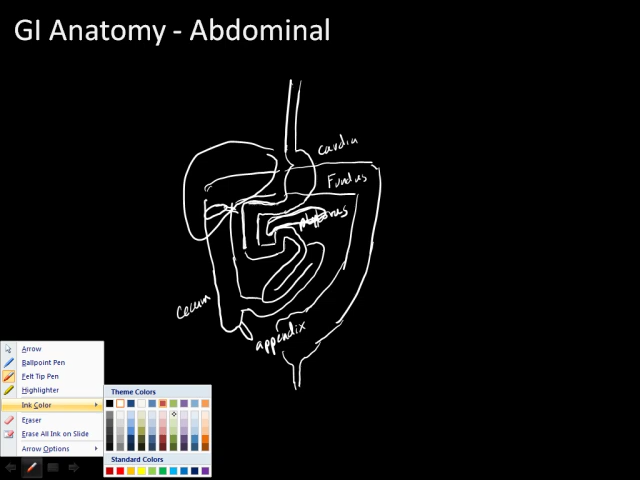 GI Anatomy - Abdominal
cardia
Fundus
pylorus
Cecum
appendix
Arrow
Ballpoint Pen
Felt Tip Pen
Highlighter
Ink Color
Eraser
Erase All Ink on Slide
Arrow Options
Theme Colors
Standard Colors